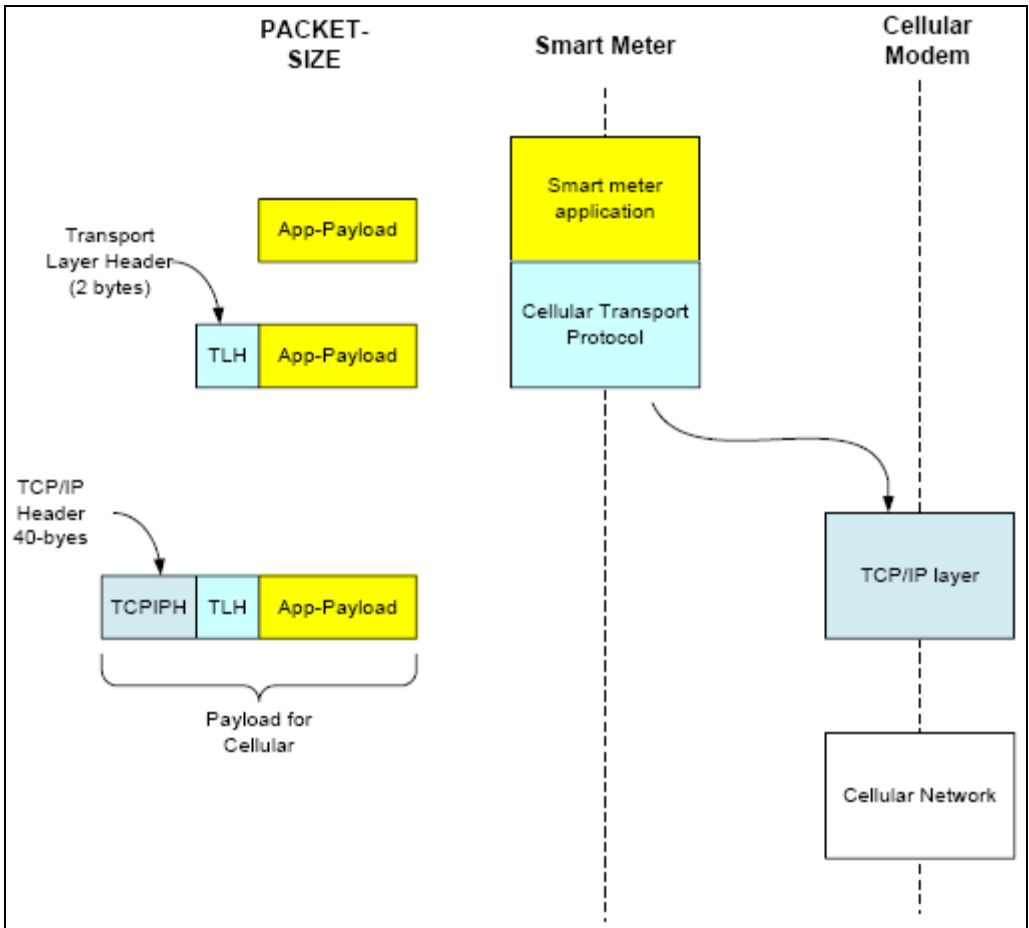 PACKET-
SIZE
Smart Meter
Cellular
Modem
Smart meter
application
App-Payload
Transport
Layer Header
(2 bytes)
Cellular Transport
Protocol
TLH
App-Payload
TCP/IP
Header
40-byes
TCP/IP layer
TCPIPH
TLH
App-Payload
Payload for
Cellular
Cellular Network